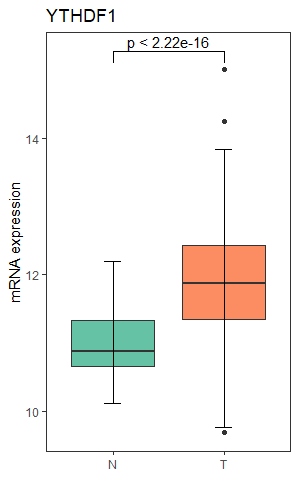 YTHDF1
p < 2.22e-16
mRNA expression
14
12
10
N
T